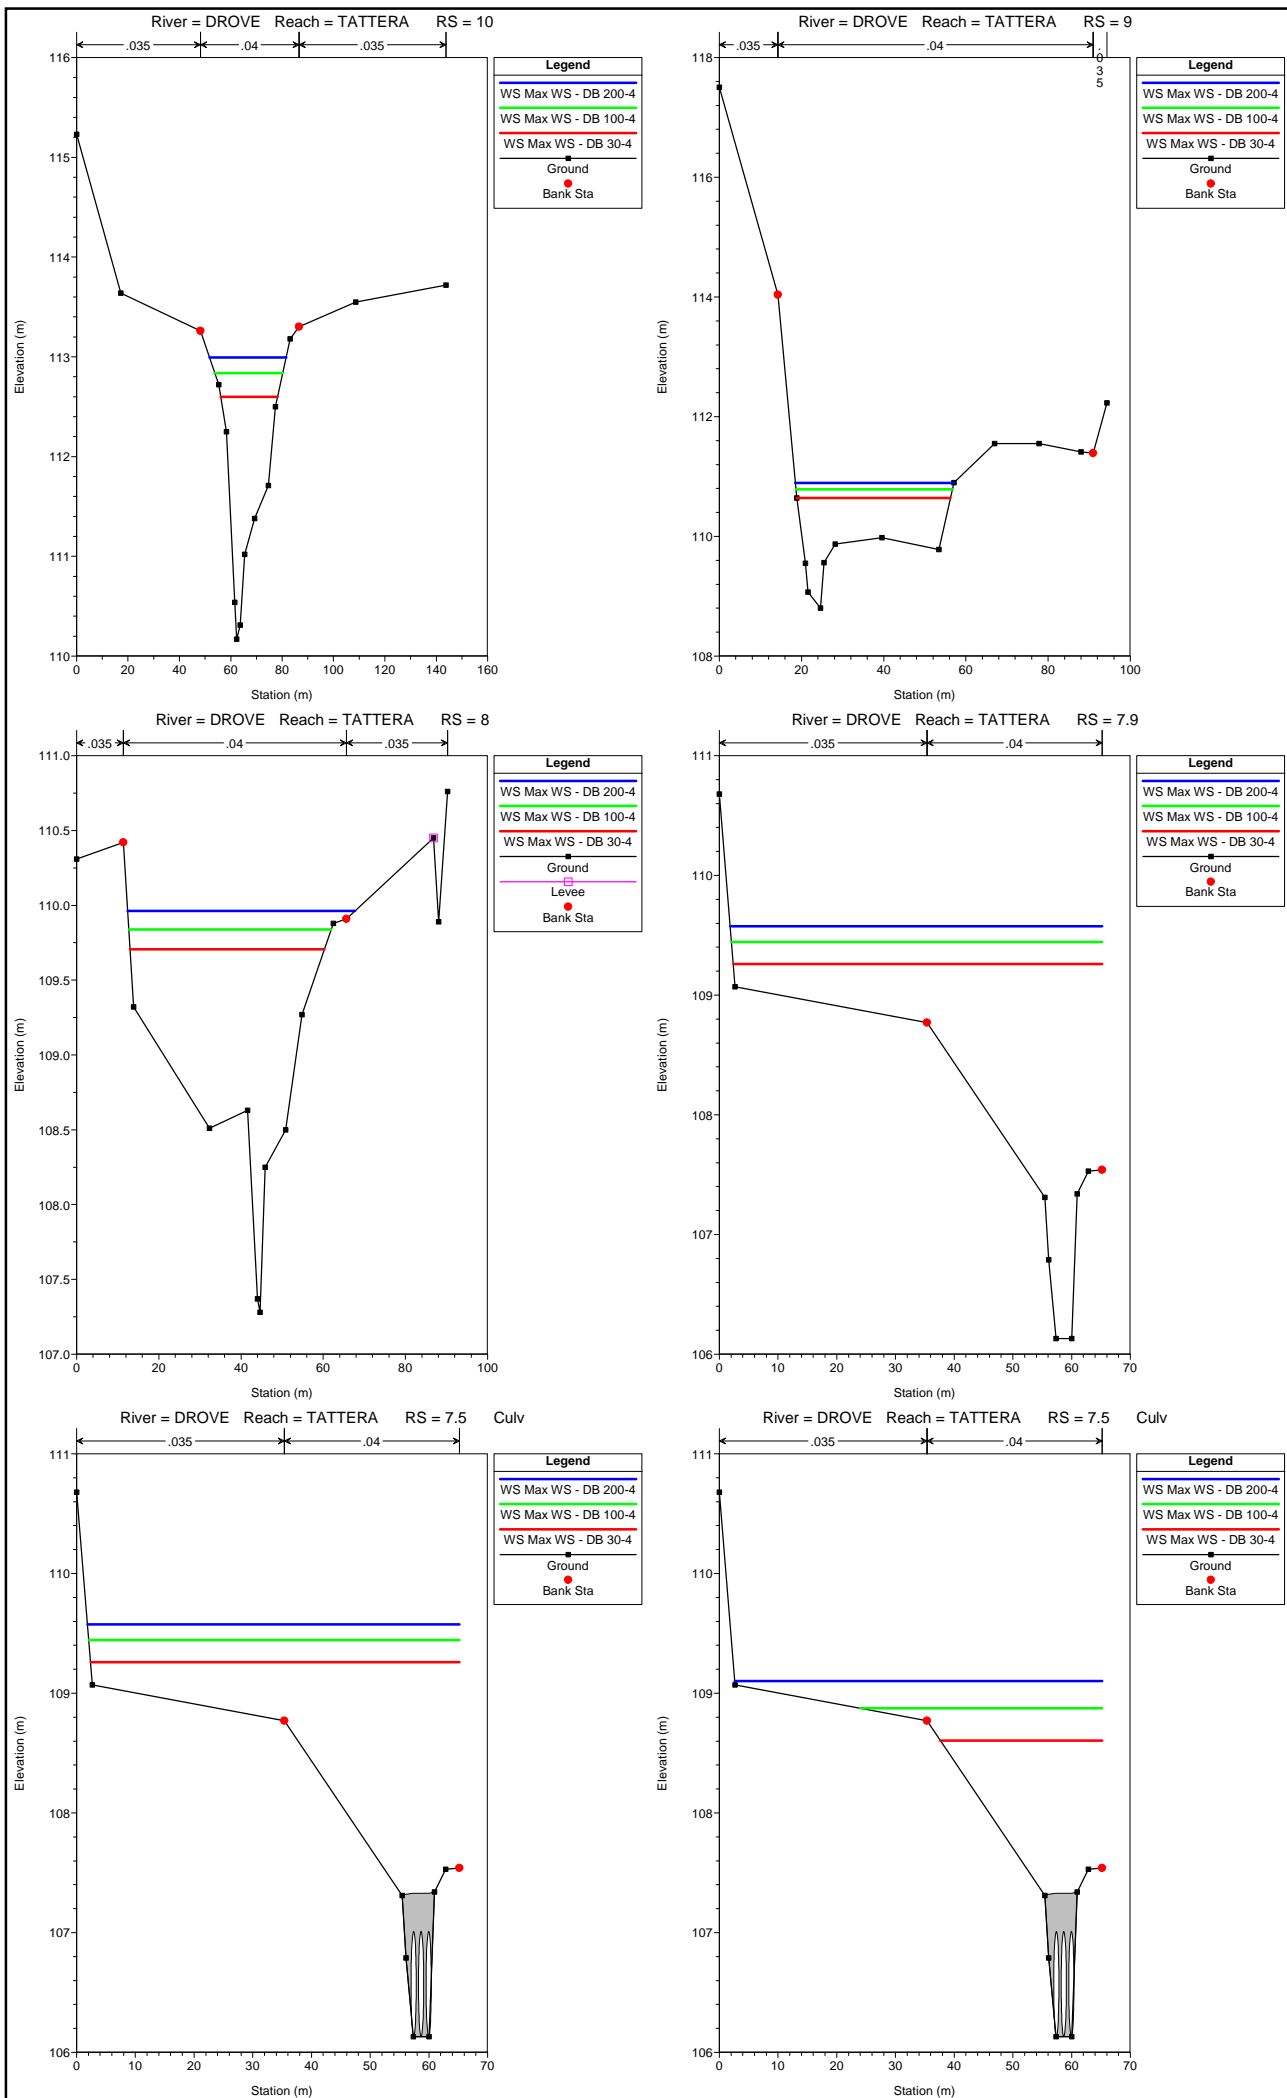 River = DROVE Reach = TATTERA RS = 10
.035 .04 .035
116
115
114
113
112
111
110
Elevation (m)
0 20 40 60 80 100 120 140 160
Station (m)
Legend
WS Max WS - DB 200-4
WS Max WS - DB 100-4
WS Max WS - DB 30-4
Ground
Bank Sta
River = DROVE Reach = TATTERA RS = 9
.035 .04 .035
118
116
114
112
110
108
Elevation (m)
0 20 40 60 80 100
Station (m)
Legend
WS Max WS - DB 200-4
WS Max WS - DB 100-4
WS Max WS - DB 30-4
Ground
Bank Sta
River = DROVE Reach = TATTERA RS = 8
.035 .04 .035
111.0
110.5
110.0
109.5
109.0
108.5
108.0
107.5
107.0
Elevation (m)
0 20 40 60 80 100
Station (m)
Legend
WS Max WS - DB 200-4
WS Max WS - DB 100-4
WS Max WS - DB 30-4
Ground
Levee
Bank Sta
River = DROVE Reach = TATTERA RS = 7.9
.035 .04
111
110
109
108
107
106
Elevation (m)
0 10 20 30 40 50 60 70
Station (m)
Legend
WS Max WS - DB 200-4
WS Max WS - DB 100-4
WS Max WS - DB 30-4
Ground
Bank Sta
River = DROVE Reach = TATTERA RS = 7.5 Culv
.035 .04
111
110
109
108
107
106
Elevation (m)
0 10 20 30 40 50 60 70
Station (m)
Legend
WS Max WS - DB 200-4
WS Max WS - DB 100-4
WS Max WS - DB 30-4
Ground
Bank Sta
River = DROVE Reach = TATTERA RS = 7.5 Culv
.035 .04
111
110
109
108
107
106
Elevation (m)
0 10 20 30 40 50 60 70
Station (m)
Legend
WS Max WS - DB 200-4
WS Max WS - DB 100-4
WS Max WS - DB 30-4
Ground
Bank Sta